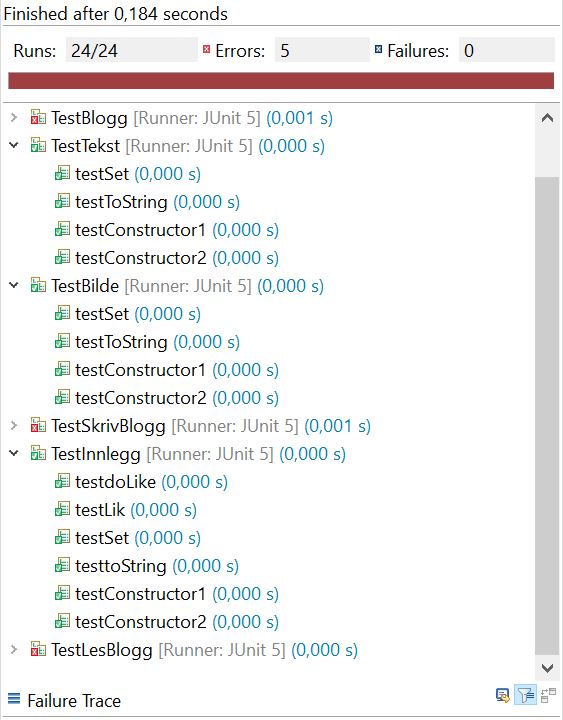 Finished after 0,184 seconds
Runs: 24/24 Errors: 5 Failures: 0
TestBlogg [Runner: JUnit 5] (0,001 s)
TestTekst [Runner: JUnit 5] (0,000 s)
testSet (0,000 s)
testToString (0,000 s)
testConstructor1 (0,000 s)
testConstructor2 (0,000 s)
TestBilde [Runner: JUnit 5] (0,000 s)
testSet (0,000 s)
testToString (0,000 s)
testConstructor1 (0,000 s)
testConstructor2 (0,000 s)
TestSkrivBlogg [Runner: JUnit 5] (0,001 s)
TestInnlegg [Runner: JUnit 5] (0,000 s)
testdoLike (0,000 s)
testLik (0,000 s)
testSet (0,000 s)
testtoString (0,000 s)
testConstructor1 (0,000 s)
testConstructor2 (0,000 s)
TestLesBlogg [Runner: JUnit 5] (0,000 s)
Failure Trace